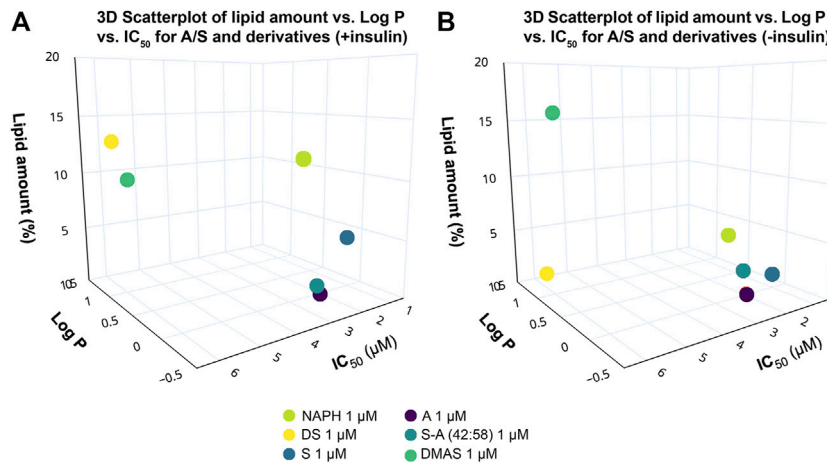 A
3D Scatterplot of lipid amount vs. Log P
vs. IC50 for A/S and derivatives (+insulin)
20
15
10
5
Lipid amount (%)
1
0.5
0
−0.5
Log P
6
5
4
3
2
1
IC50 (µM)
B
3D Scatterplot of lipid amount vs. Log P
vs. IC50 for A/S and derivatives (-insulin)
20
15
10
5
Lipid amount (%)
1
0.5
0
−0.5
Log P
6
5
4
3
2
IC50 (µM)
NAPH 1 µM
A 1 µM
DS 1 µM
S-A (42:58) 1 µM
S 1 µM
DMAS 1 µM